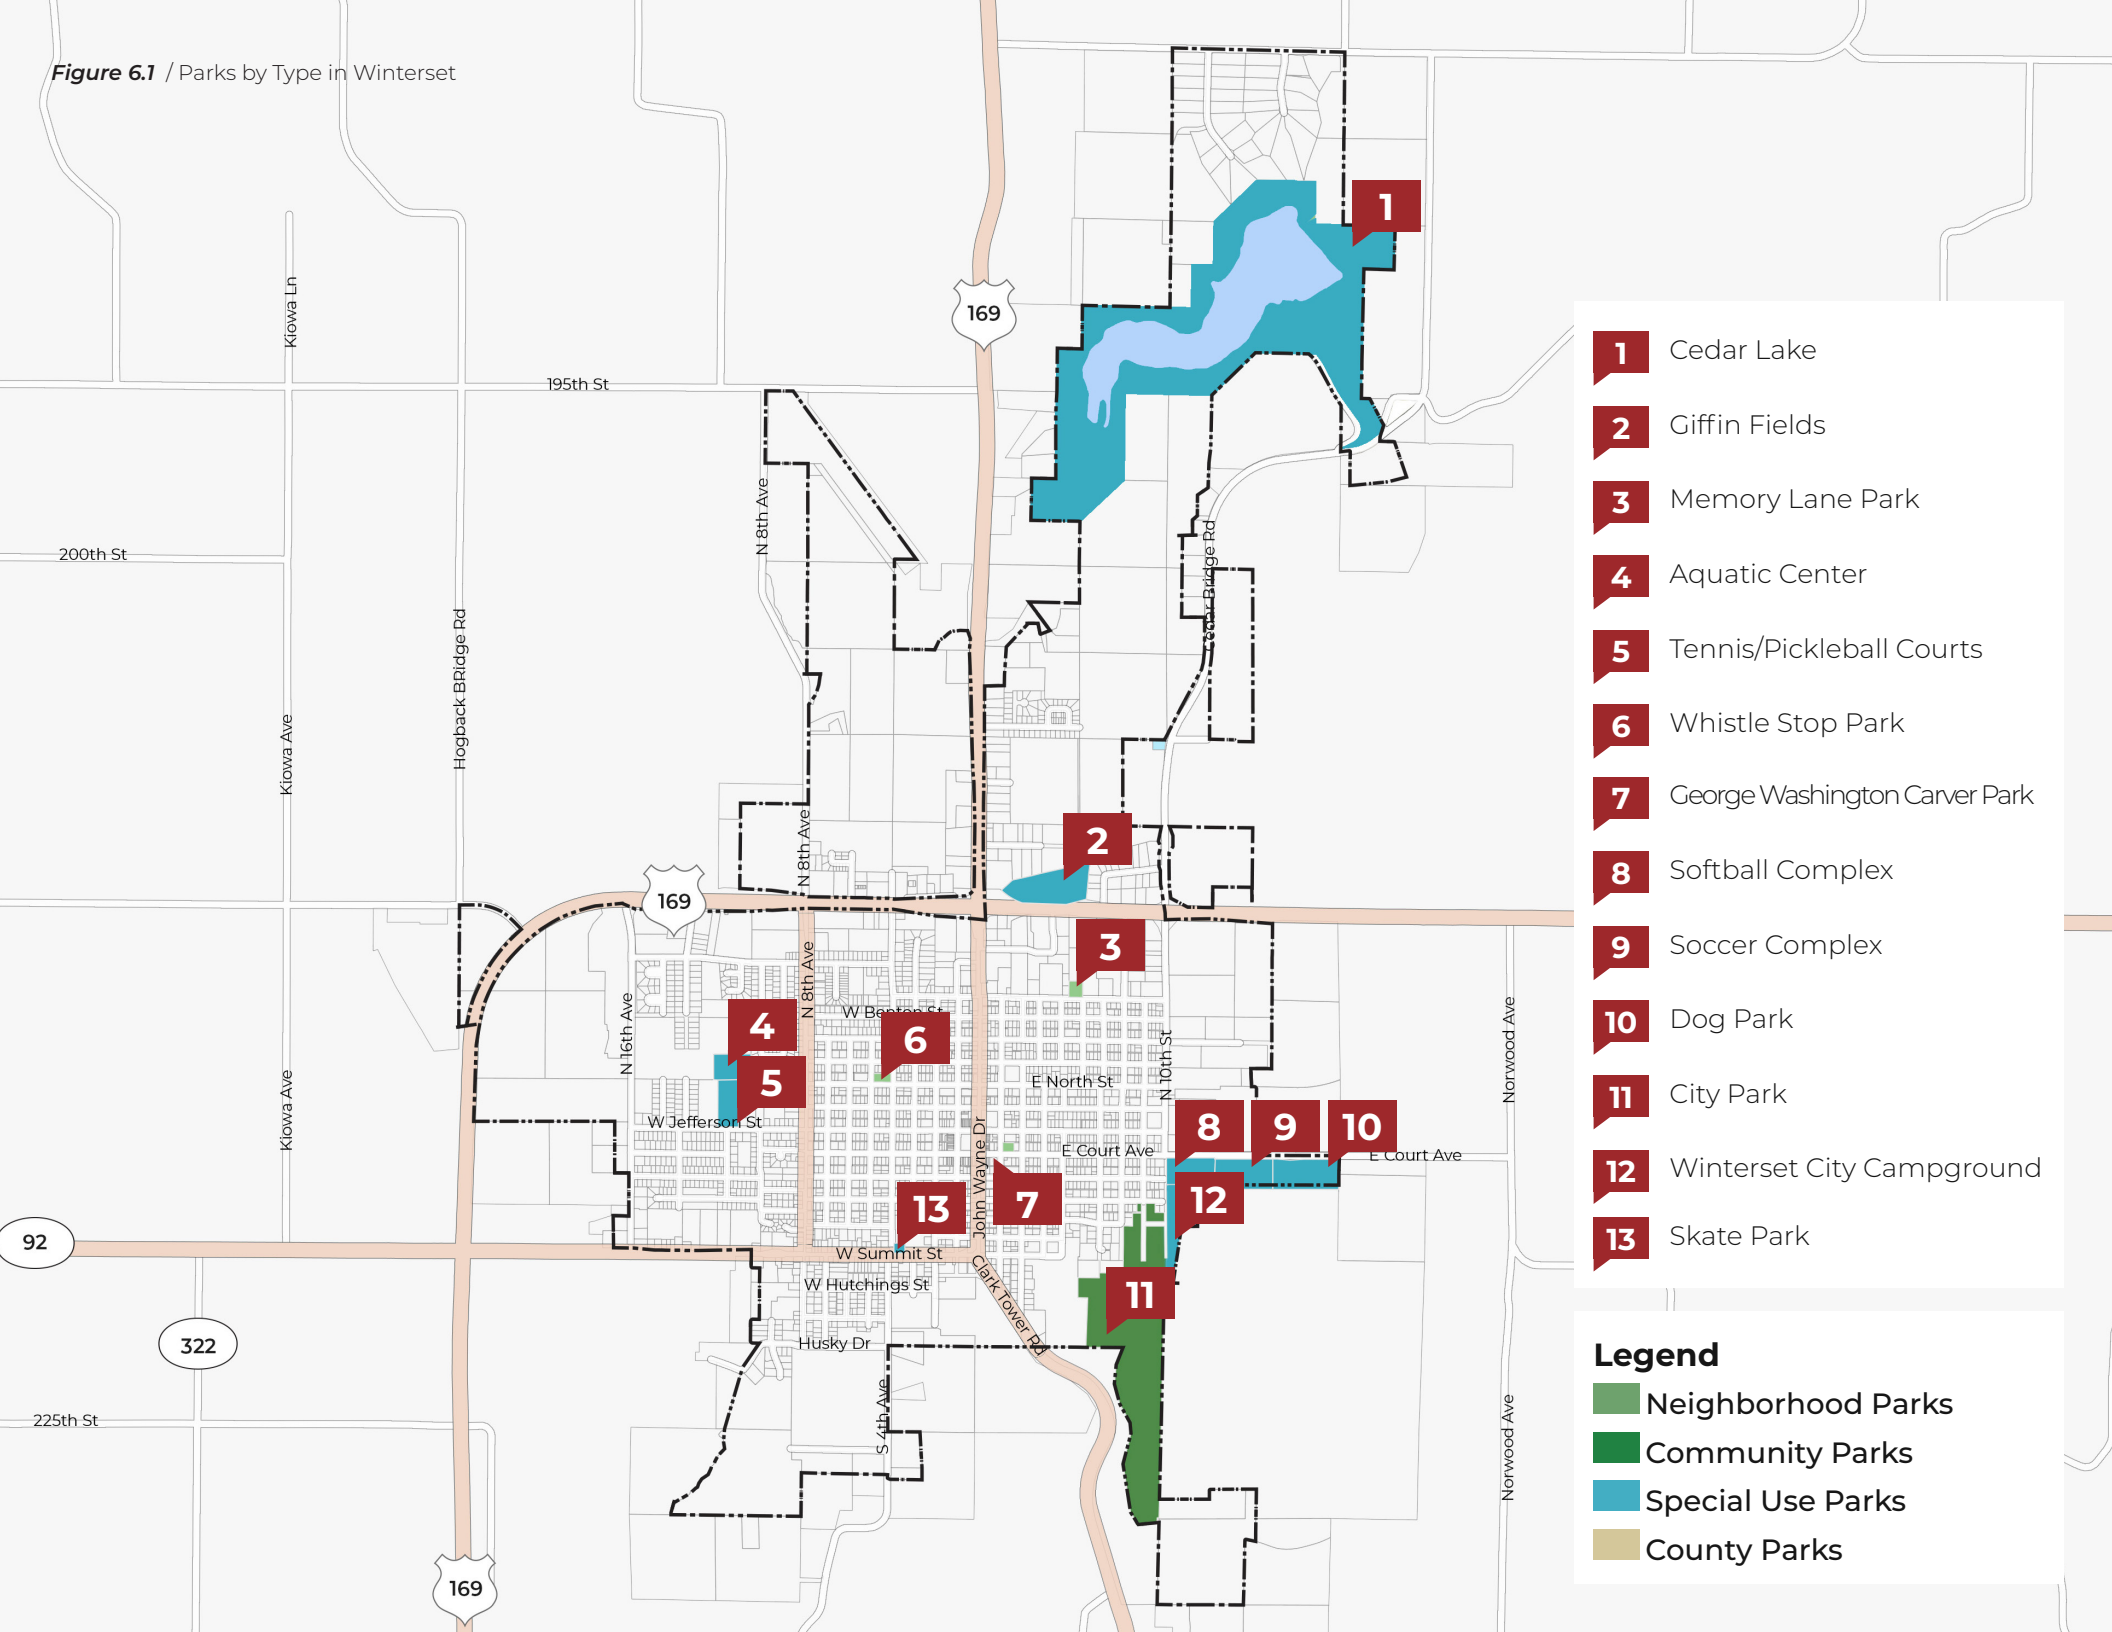 Figure 6.1 / Parks by Type in Winterset
1
169
Kiowa Ln
195th St
N 8th Ave
200th St
Cedar Bridge Rd
Hogback BRidge Rd
Kiowa Ave
2
N 8th Ave
169
3
N 8th Ave
W Benton St
N 16th Ave
4
6
5
E North St
N 10th St
Norwood Ave
Kiowa Ave
W Jefferson St
8
9
10
E Court Ave
E Court Ave
John Wayne Dr
13
7
12
92
W Summit St
W Hutchings St
Clark Tower Rd
11
322
Husky Dr
S 4th Ave
225th St
Norwood Ave
169
1 Cedar Lake
2 Giffin Fields
3 Memory Lane Park
4 Aquatic Center
5 Tennis/Pickleball Courts
6 Whistle Stop Park
7 George Washington Carver Park
8 Softball Complex
9 Soccer Complex
10 Dog Park
11 City Park
12 Winterset City Campground
13 Skate Park
Legend
Neighborhood Parks
Community Parks
Special Use Parks
County Parks